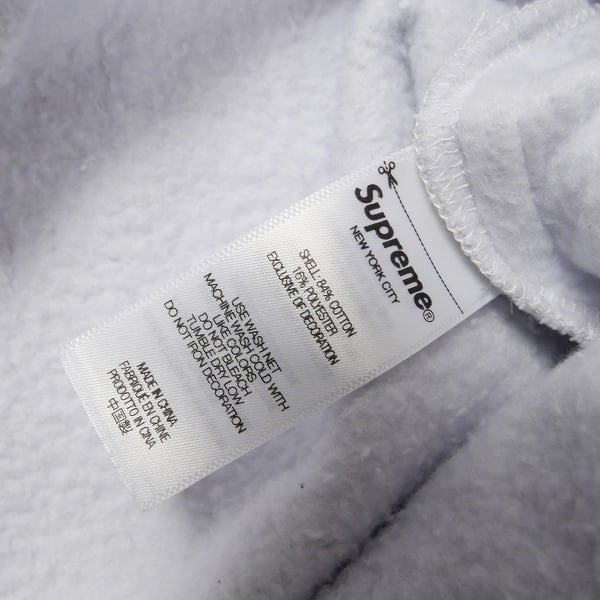 Supreme®
NEW YORK CITY
SHELL: 84% COTTON
16% POLYESTER
EXCLUSIVE OF DECORATION
USE WASH NET
MACHINE WASH COLD WITH
LIKE COLORS
DO NOT BLEACH
TUMBLE DRY LOW
DO NOT IRON DECORATION
MADE IN CHINA
FABRIQUÉ EN CHINE
PRODOTTO IN CINA
中国製